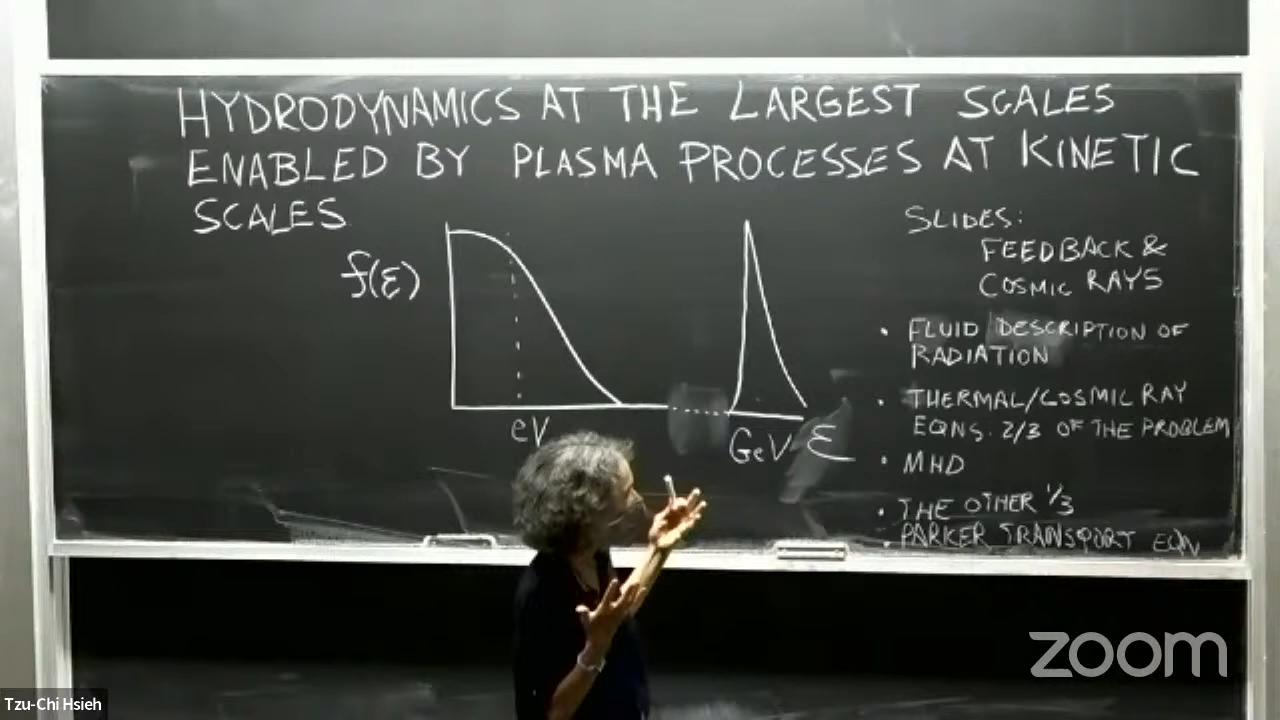 HYDRODYNAMICS AT THE LARGEST SCALES
ENABLED BY PLASMA PROCESSES AT KINETIC
SCALES
f(ε)
eV
GeV ε
SLIDES:
FEEDBACK &
COSMIC RAYS
• FLUID DESCRIPTION OF
RADIATION
• THERMAL/COSMIC RAY
EQNS. 2/3 OF THE PROBLEM
• MHD
• THE OTHER 1/3
• PARKER TRANSPORT EQN
zoom
Tzu-Chi Hsieh